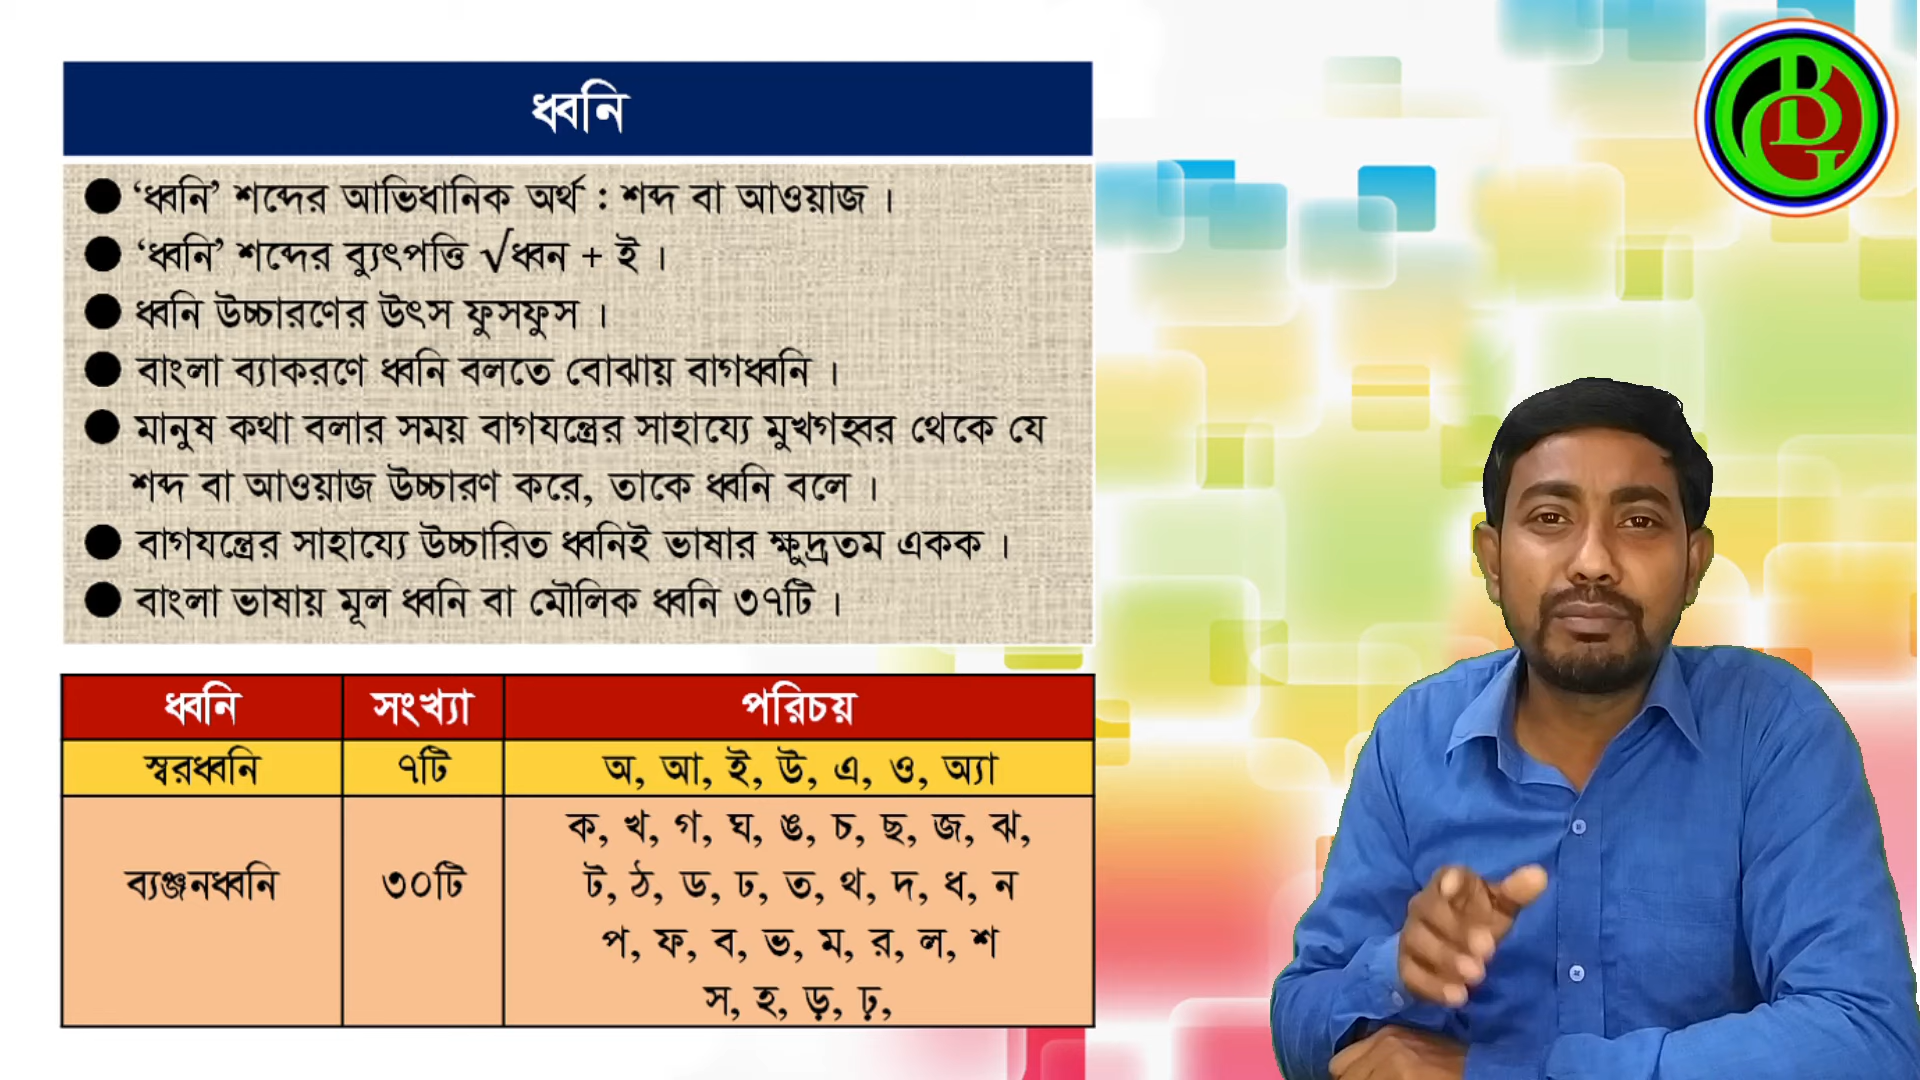 ধ্বনি
● ‘ধ্বনি’ শব্দের আভিধানিক অর্থ : শব্দ বা আওয়াজ ।
● ‘ধ্বনি’ শব্দের ব্যুৎপত্তি √ধ্বন + ই ।
● ধ্বনি উচ্চারণের উৎস ফুসফুস ।
● বাংলা ব্যাকরণে ধ্বনি বলতে বোঝায় বাগধ্বনি ।
● মানুষ কথা বলার সময় বাগযন্ত্রের সাহায্যে মুখগহ্বর থেকে যে
শব্দ বা আওয়াজ উচ্চারণ করে, তাকে ধ্বনি বলে ।
● বাগযন্ত্রের সাহায্যে উচ্চারিত ধ্বনিই ভাষার ক্ষুদ্রতম একক ।
● বাংলা ভাষায় মূল ধ্বনি বা মৌলিক ধ্বনি ৩৭টি ।
ধ্বনি সংখ্যা পরিচয়
স্বরধ্বনি ৭টি অ, আ, ই, উ, এ, ও, অ্যা
ক, খ, গ, ঘ, ঙ, চ, ছ, জ, ঝ,
ব্যঞ্জনধ্বনি ৩০টি ট, ঠ, ড, ঢ, ত, থ, দ, ধ, ন
প, ফ, ব, ভ, ম, র, ল, শ
স, হ, ড়, ঢ়,